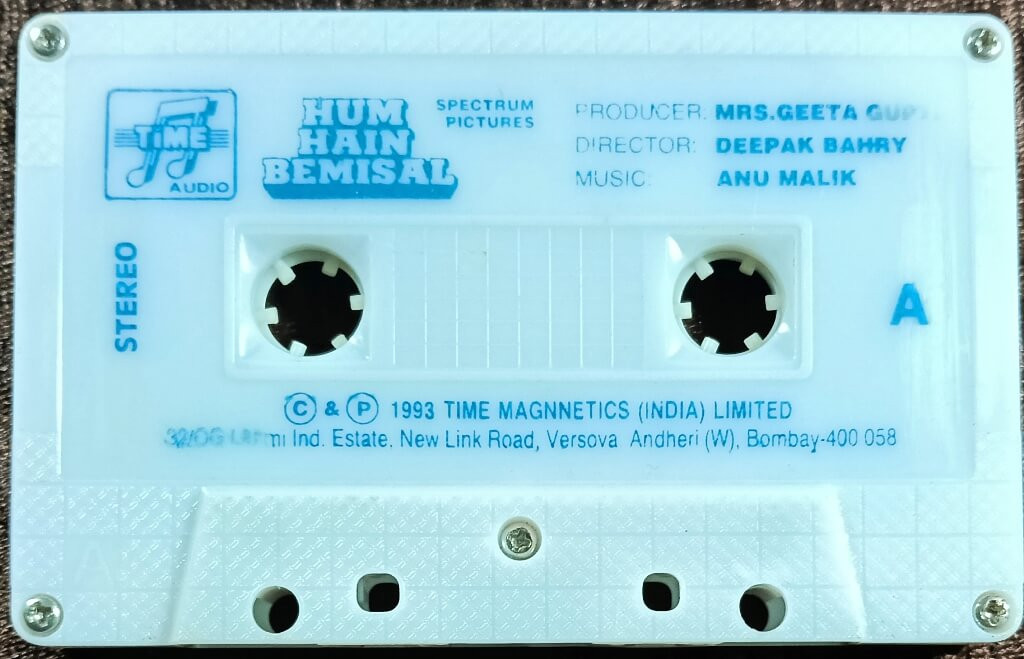 TIME
AUDIO
HUM
HAIN
BEMISAL
SPECTRUM
PICTURES
PRODUCER: MRS.GEETA
DIRECTOR: DEEPAK BAHRY
MUSIC: ANU MALIK
STEREO
A
© & ℗ 1993 TIME MAGNNETICS (INDIA) LIMITED
Ind. Estate, New Link Road, Versova Andheri (W), Bombay-400 058